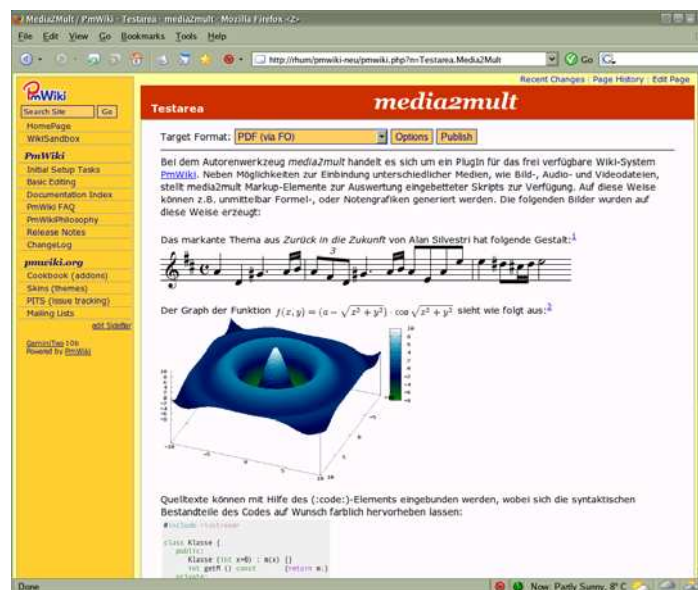 Media2Mult / PmWiki - Testarea - media2mult - Mozilla Firefox <2>
File Edit View Go Bookmarks Tools Help
http://rhum/pmwiki-neu/pmwiki.php?n=Testarea.Media2Mult
Go
Recent Changes | Page History | Edit Page
PmWiki
Search Site Go
HomePage
WikiSandbox
PmWiki
Initial Setup Tasks
Basic Editing
Documentation Index
PmWiki FAQ
PmWikiPhilosophy
Release Notes
ChangeLog
pmwiki.org
Cookbook (addons)
Skins (themes)
PITS (issue tracking)
Mailing Lists
edit SideBar
GeminiTwo
Powered by PmWiki
Testarea
media2mult
Target Format: PDF (via FO) Options Publish
Bei dem Autorenwerkzeug media2mult handelt es sich um ein PlugIn für das frei verfügbare Wiki-System
PmWiki. Neben Möglichkeiten zur Einbindung unterschiedlicher Medien, wie Bild-, Audio- und Videodateien,
stellt media2mult Markup-Elemente zur Auswertung eingebetteter Skripts zur Verfügung. Auf diese Weise
können z.B. unmittelbar Formel-, oder Notengrafiken generiert werden. Die folgenden Bilder wurden auf
diese Weise erzeugt:
Das markante Thema aus Zurück in die Zukunft von Alan Silvestri hat folgende Gestalt:1
3
Der Graph der Funktion f(x, y) = (a − √x² + y²) · cos √x² + y² sieht wie folgt aus:2
Quelltexte können mit Hilfe des (:code:)-Elements eingebunden werden, wobei sich die syntaktischen
Bestandteile des Codes auf Wunsch farblich hervorheben lassen:
#include <iostream>
class Klasse {
public:
Klasse (int x=0) : m(x) {}
int getM () const {return m;}
private:
Done
Now: Partly Sunny, 8° C